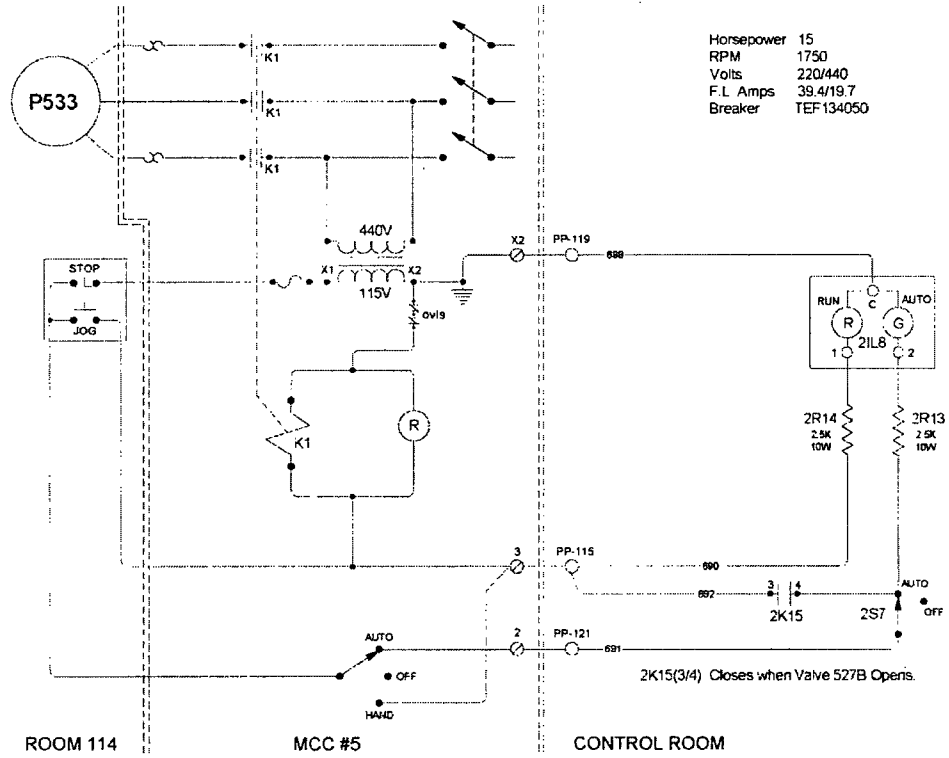 Horsepower 15
RPM 1750
Volts 220/440
F.L Amps 39.4/19.7
Breaker TEF134050
K1
P533
K1
K1
440V
X1
X2
115V
ovls
STOP
JOG
X2
PP-119
698
RUN
C
AUTO
R
G
1
2IL8
2
2R14
2.5K
10W
2R13
2.5K
10W
K1
R
3
PP-115
690
692
3
4
2K15
AUTO
2S7
OFF
2
PP-121
691
AUTO
OFF
HAND
2K15(3/4) Closes when Valve 527B Opens.
ROOM 114
MCC #5
CONTROL ROOM